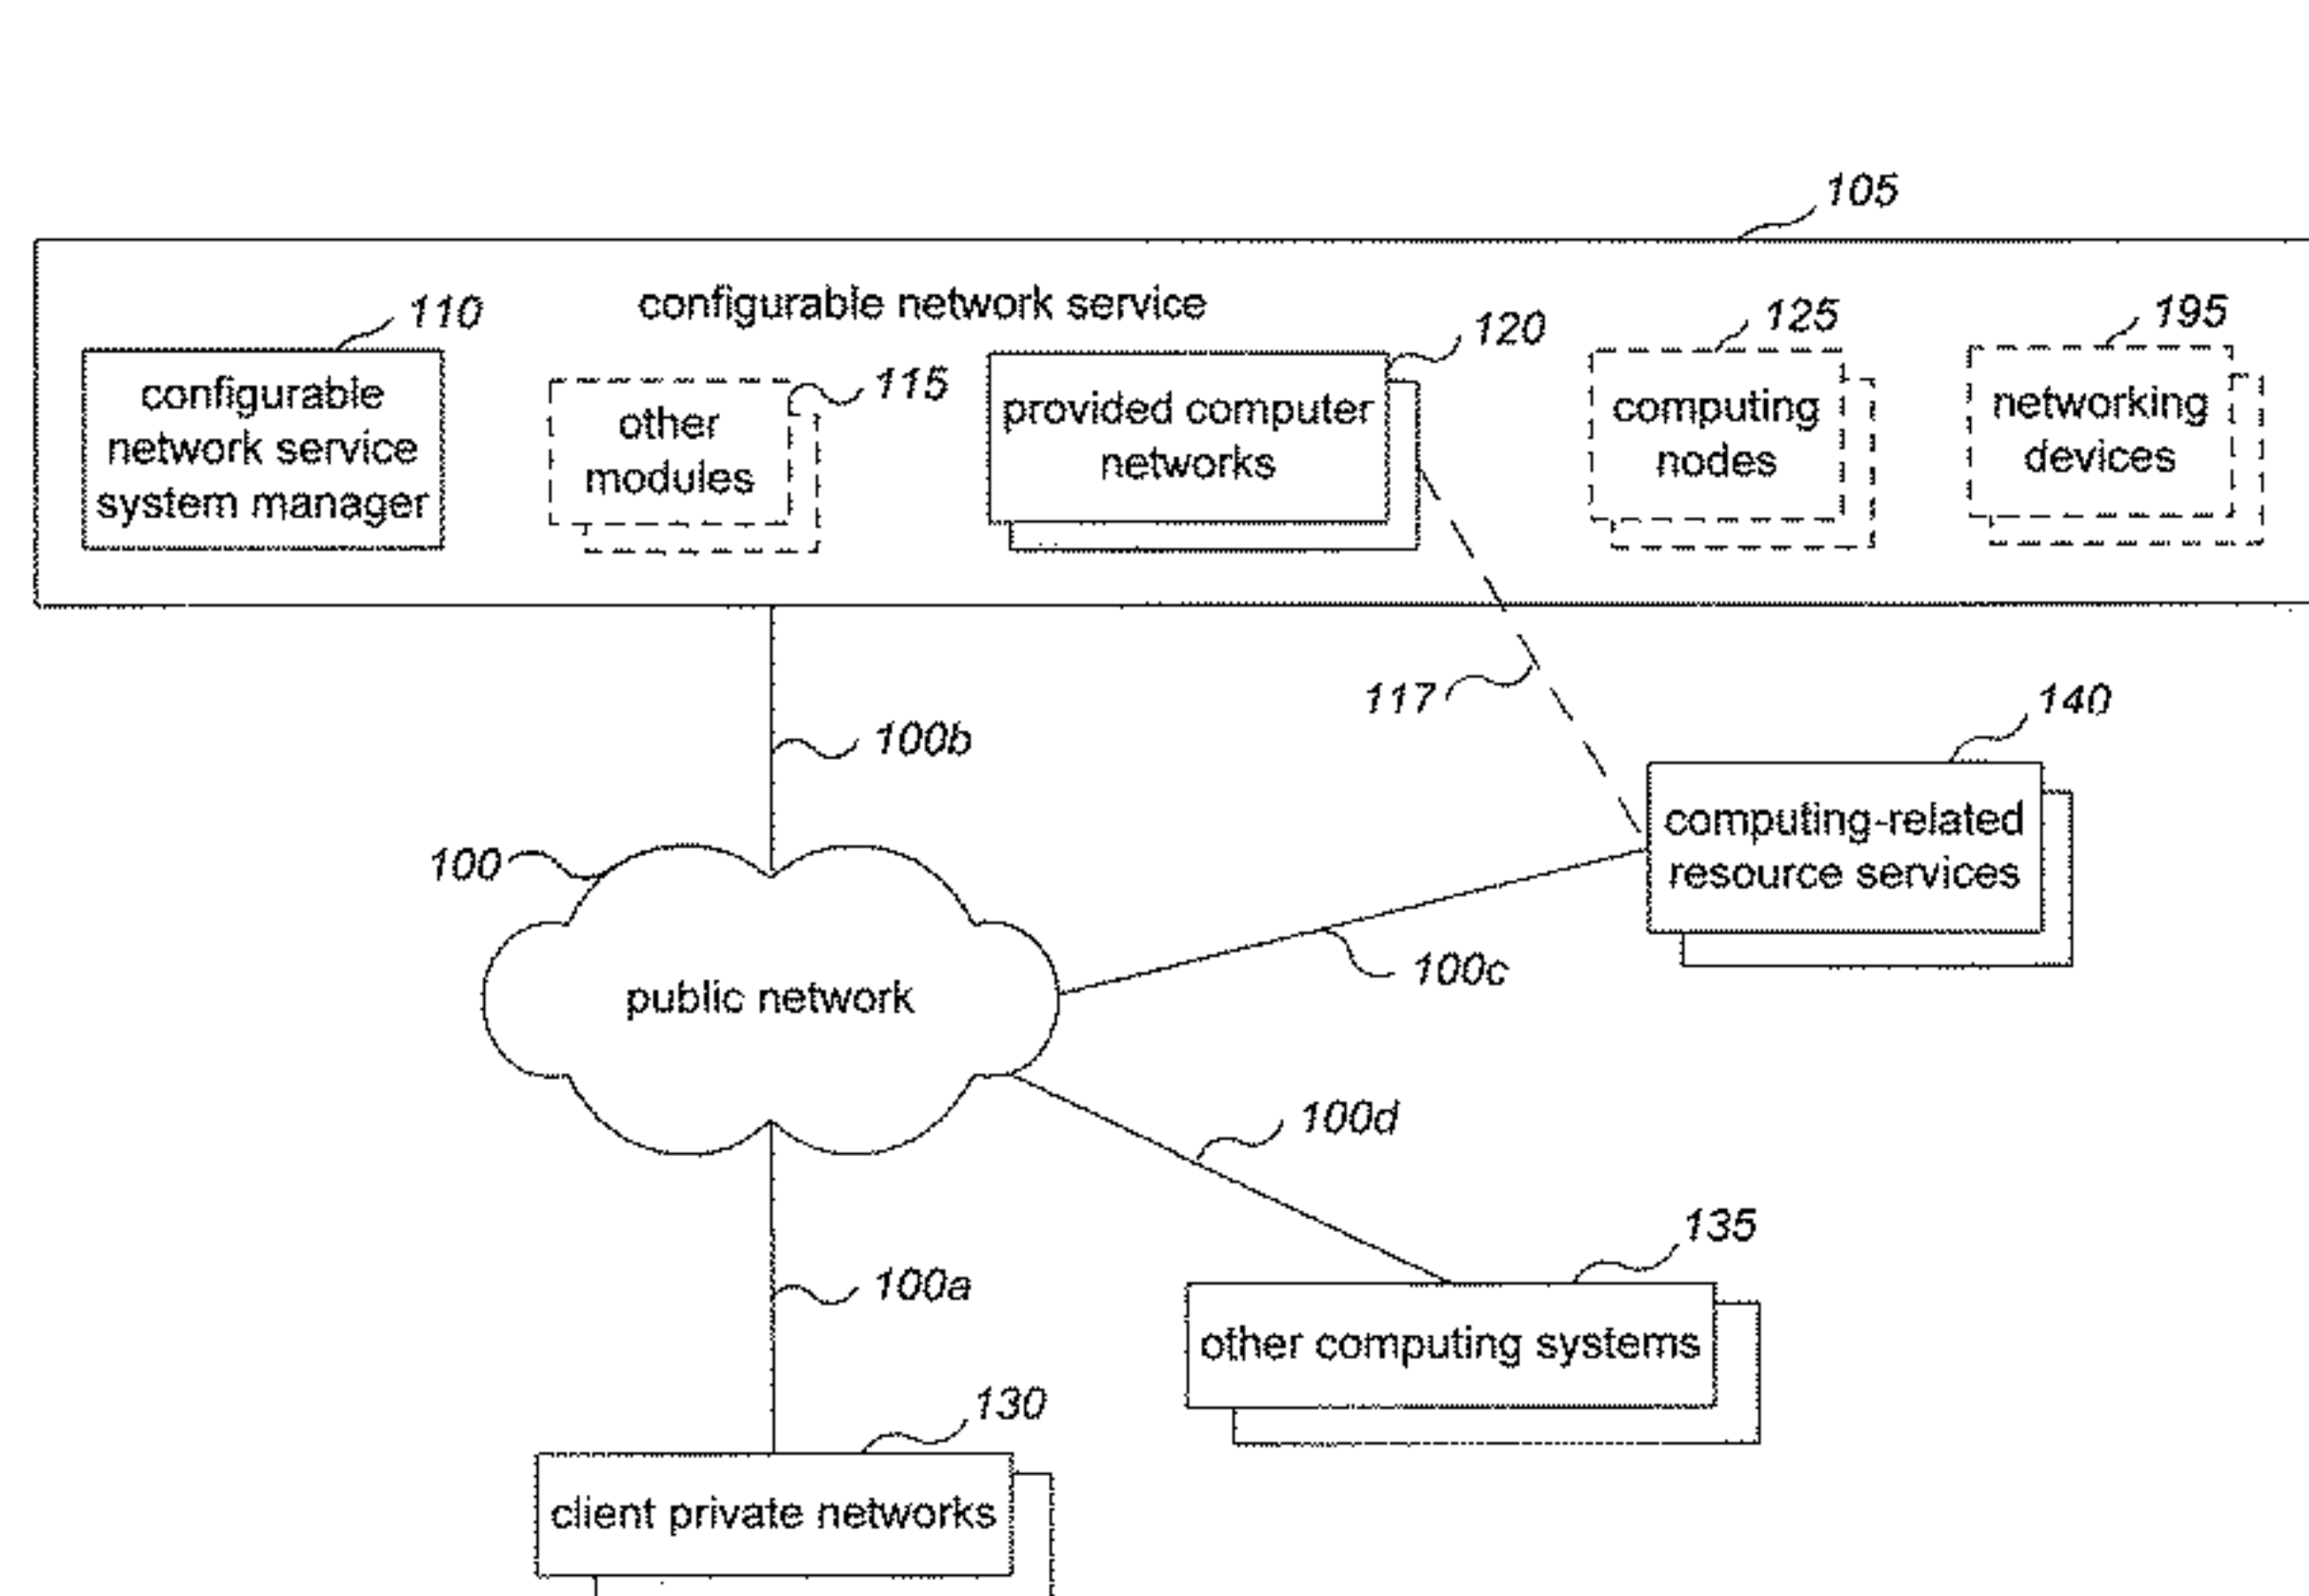 105
configurable network service
110
120
125
195
115
configurable
network service
system manager
other
modules
provided computer
networks
computing
nodes
networking
devices
117
140
100b
computing-related
resource services
100
public network
100c
100d
135
100a
other computing systems
130
client private networks